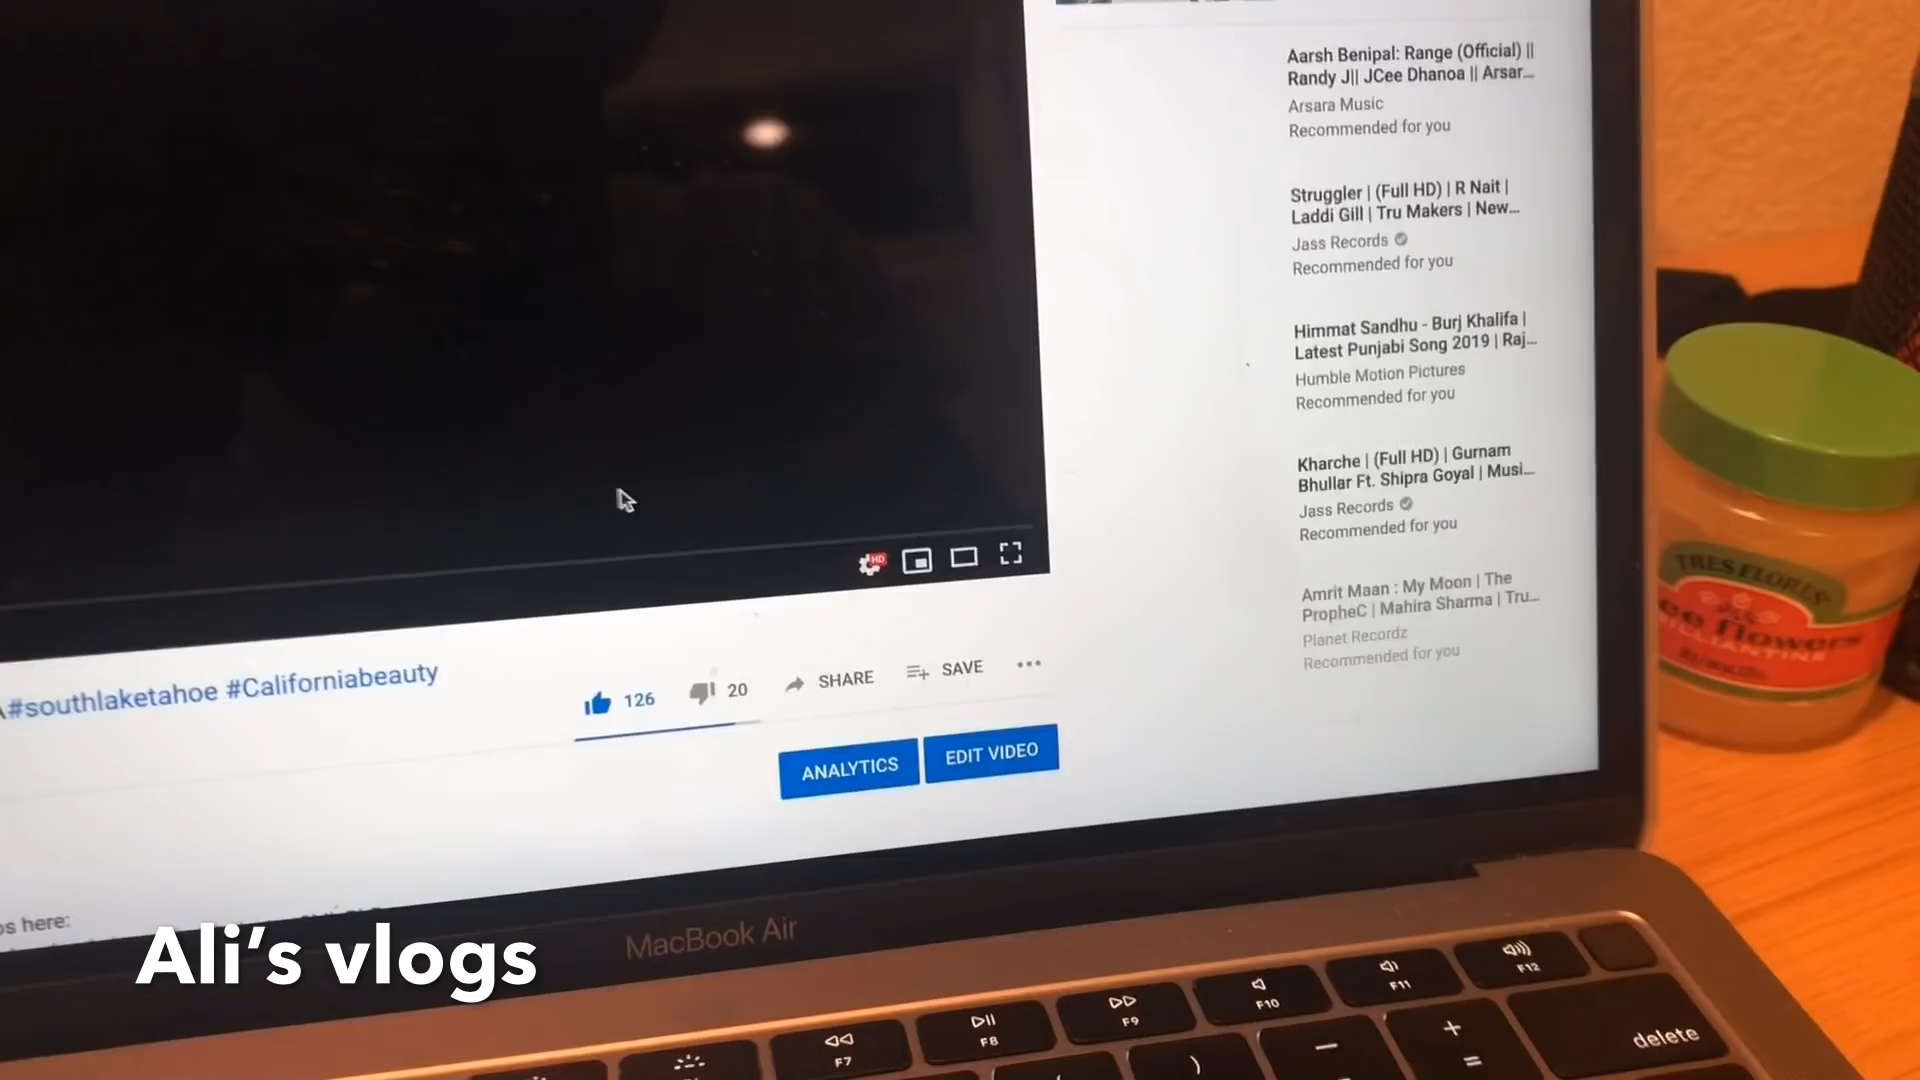 Aarsh Benipal: Range (Official) ||
Randy J|| JCee Dhanoa || Arsar...
Arsara Music
Recommended for you
Struggler | (Full HD) | R Nait |
Laddi Gill | Tru Makers | New...
Jass Records
Recommended for you
Himmat Sandhu - Burj Khalifa |
Latest Punjabi Song 2019 | Raj...
Humble Motion Pictures
Recommended for you
Kharche | (Full HD) | Gurnam
Bhullar Ft. Shipra Goyal | Musi...
Jass Records
Recommended for you
Amrit Maan : My Moon | The
PropheC | Mahira Sharma | Tru...
Planet Recordz
Recommended for you
HD
#southlaketahoe #Californiabeauty
126 20 SHARE SAVE
ANALYTICS EDIT VIDEO
here:
Ali's vlogs
MacBook Air
TRES FLORES
flowers
F7 F8 F9 F10 F11 F12
) – + =
delete